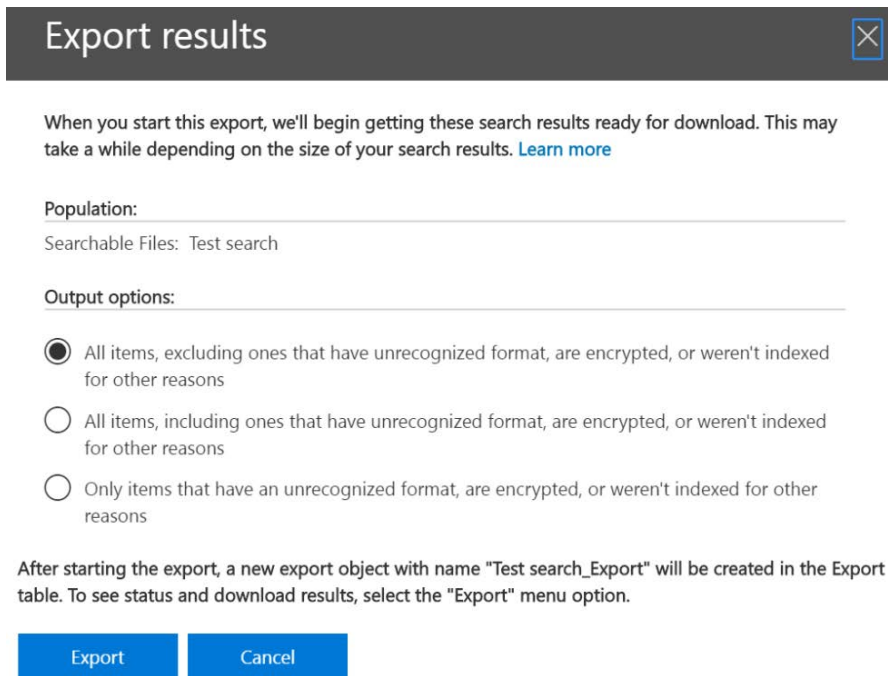 Export results
When you start this export, we'll begin getting these search results ready for download. This may
take a while depending on the size of your search results. Learn more
Population:
Searchable Files: Test search
Output options:
All items, excluding ones that have unrecognized format, are encrypted, or weren't indexed
for other reasons
All items, including ones that have unrecognized format, are encrypted, or weren't indexed
for other reasons
Only items that have an unrecognized format, are encrypted, or weren't indexed for other
reasons
After starting the export, a new export object with name "Test search_Export" will be created in the Export
table. To see status and download results, select the "Export" menu option.
Export Cancel